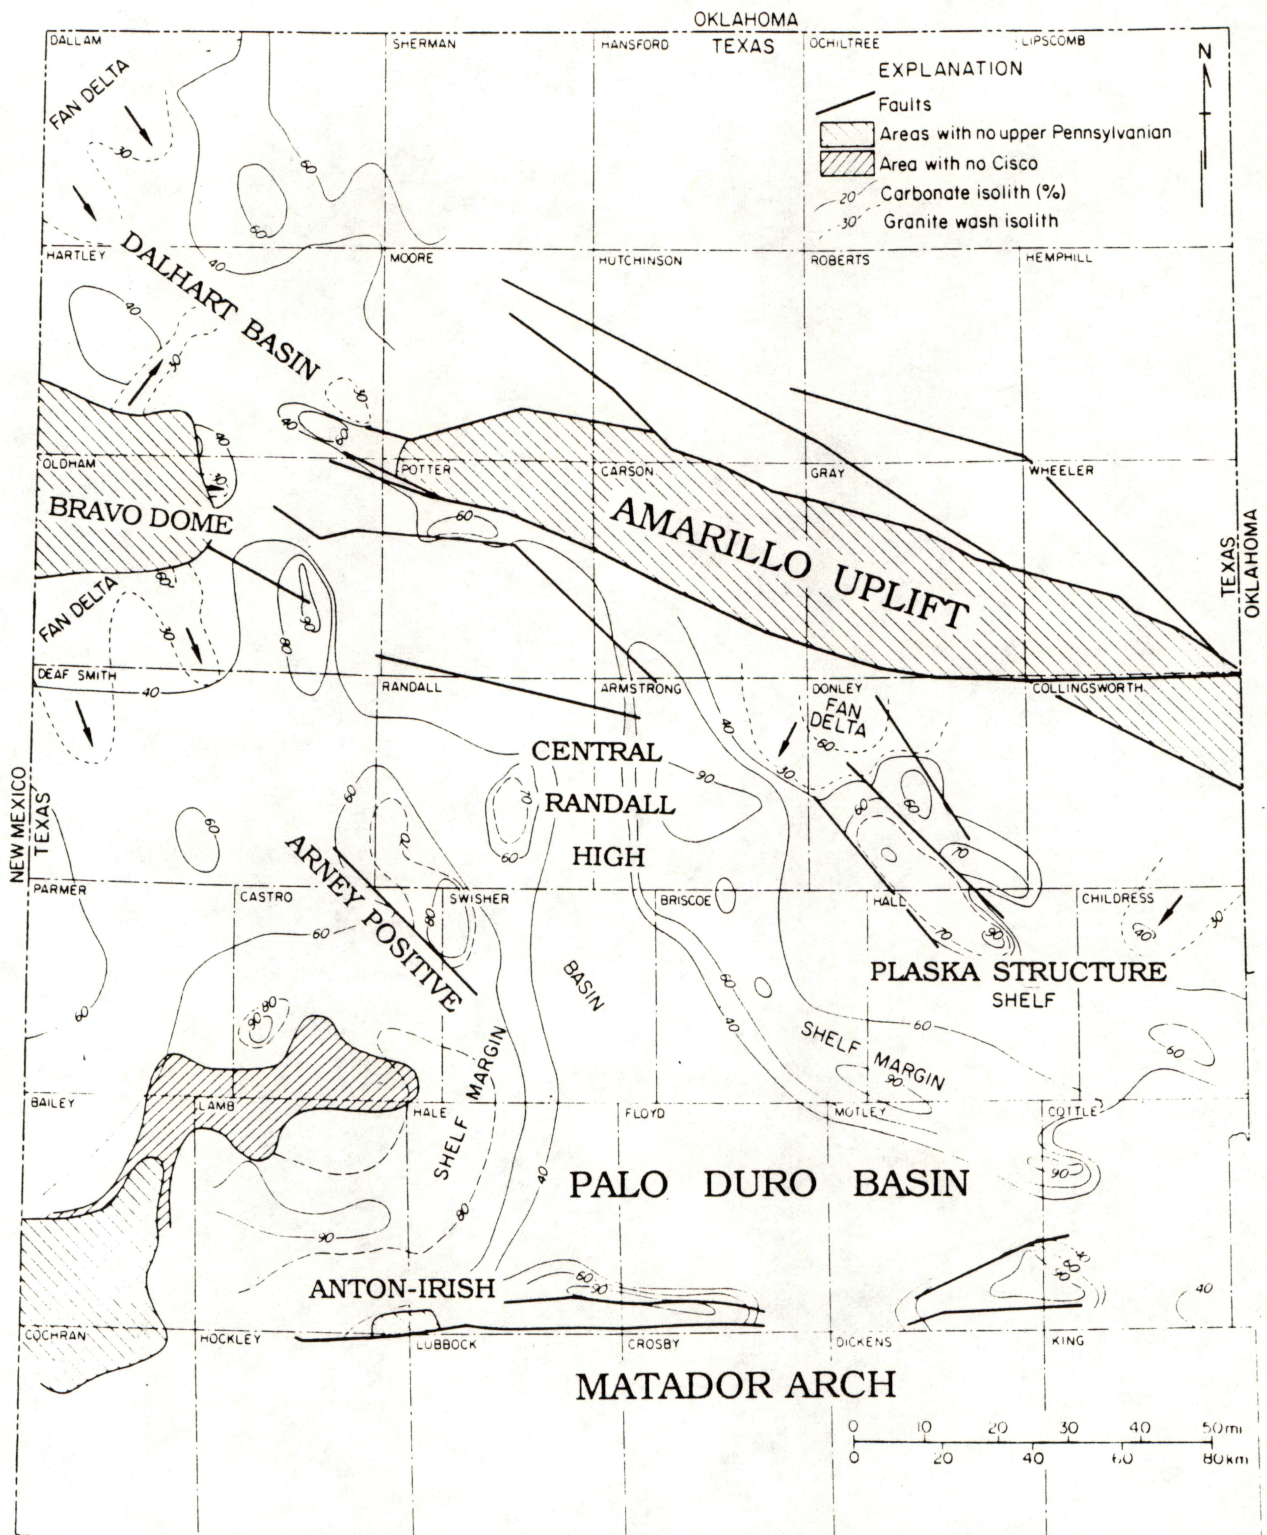 OKLAHOMA
TEXAS
DALLAM
SHERMAN
HANSFORD
OCHILTREE
LIPSCOMB
N
EXPLANATION
Faults
Areas with no upper Pennsylvanian
Area with no Cisco
20 Carbonate isolith (%)
30 Granite wash isolith
FAN DELTA
30
60
60
40
DALHART BASIN
HARTLEY
MOORE
HUTCHINSON
ROBERTS
HEMPHILL
40
30
30
40
60
40
30
OLDHAM
POTTER
CARSON
GRAY
WHEELER
BRAVO DOME
60
AMARILLO UPLIFT
TEXAS
OKLAHOMA
FAN DELTA
60
30
90
80
DEAF SMITH
40
RANDALL
ARMSTRONG
DONLEY
COLLINGSWORTH
FAN
DELTA
60
40
30
CENTRAL
RANDALL
HIGH
90
NEW MEXICO
TEXAS
60
60
70
60
60
70
ARNEY POSITIVE
80
PARMER
CASTRO
SWISHER
BRISCOE
HALL
CHILDRESS
60
70
90
40
30
BASIN
PLASKA STRUCTURE
SHELF
60
90 80
60
40
60
60
SHELF MARGIN
SHELF MARGIN
90
BAILEY
LAMB
HALE
FLOYD
MOTLEY
COTTLE
40
90
PALO DURO BASIN
80
90
ANTON-IRISH
60
90
40
COCHRAN
HOCKLEY
LUBBOCK
CROSBY
DICKENS
KING
MATADOR ARCH
0 10 20 30 40 50 mi
0 20 40 60 80 km